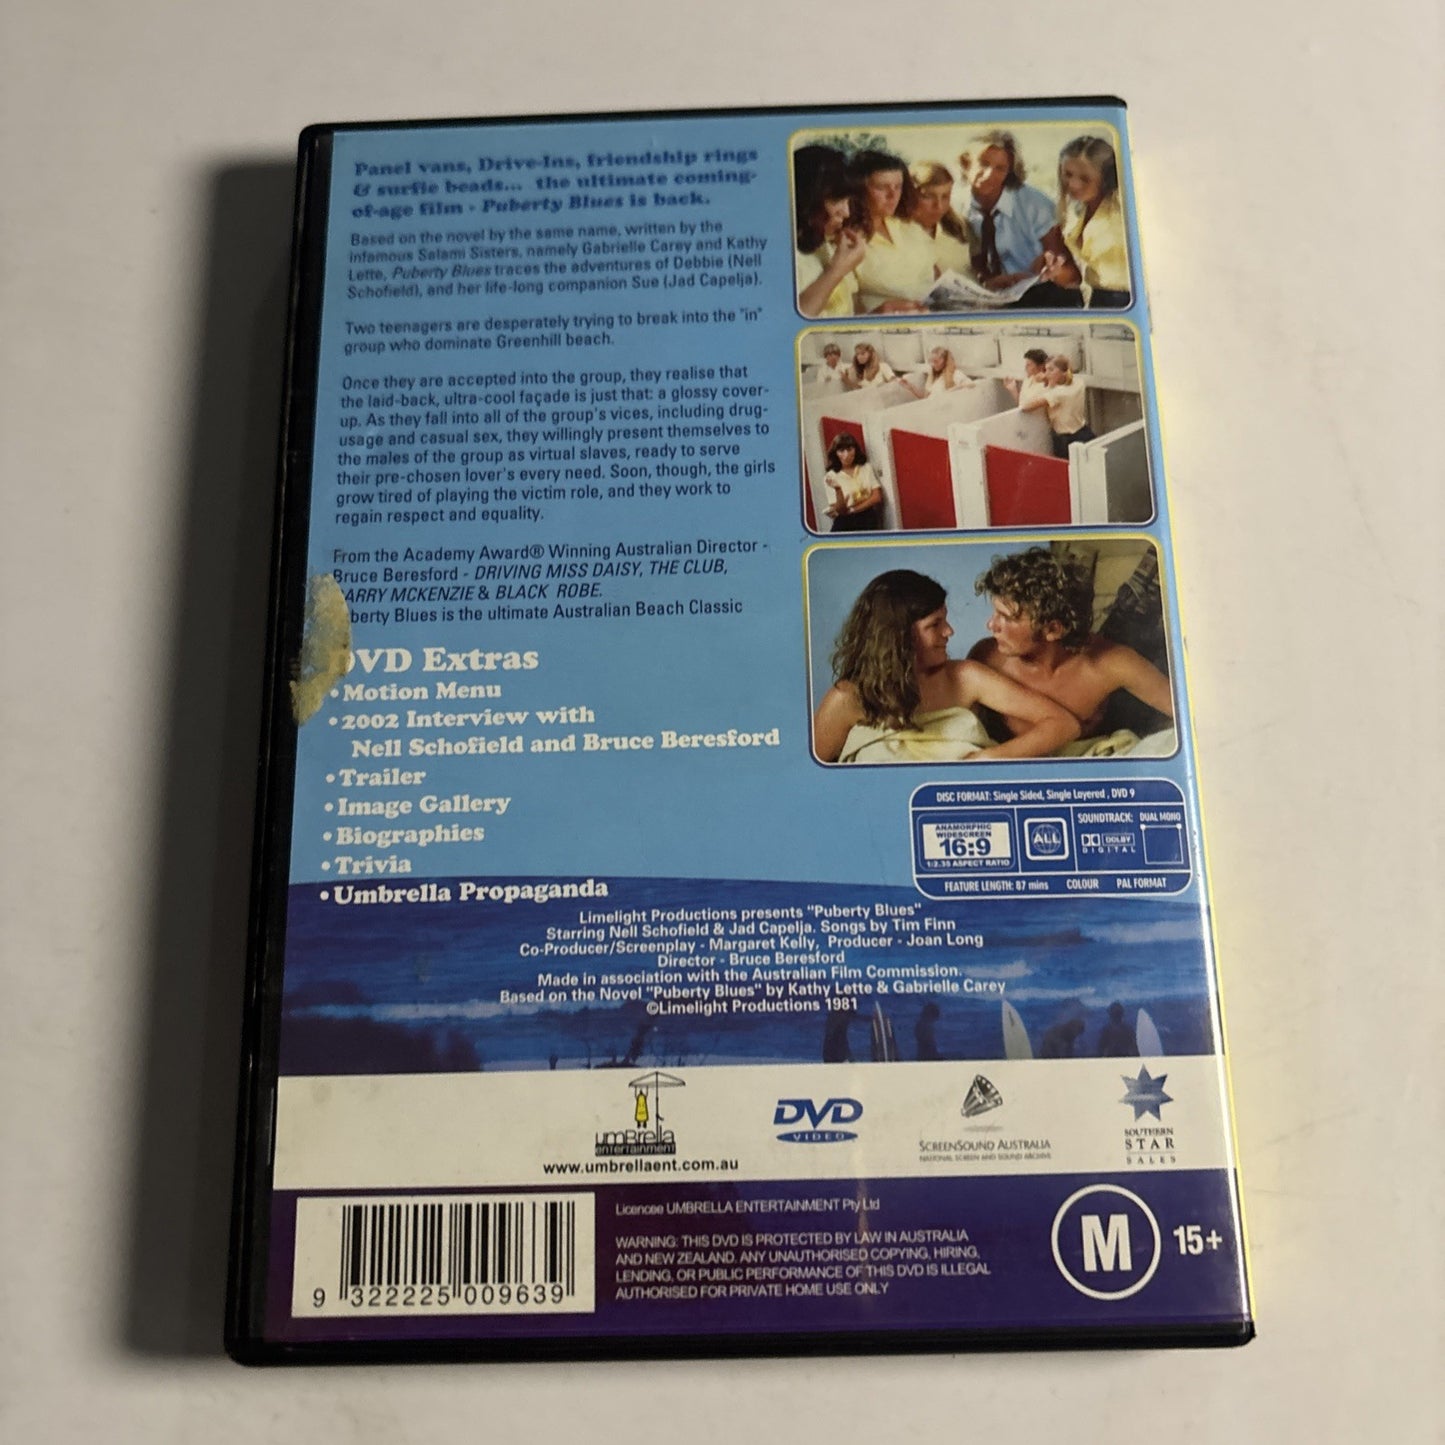 Panel vans, Drive-Ins, friendship rings
& surfie beads... the ultimate coming-
of-age film - Puberty Blues is back.
Based on the novel by the same name, written by the
infamous Salami Sisters, namely Gabrielle Carey and Kathy
Lette, Puberty Blues traces the adventures of Debbie (Nell
Schofield), and her life-long companion Sue (Jad Capelja).
Two teenagers are desperately trying to break into the "in"
group who dominate Greenhill beach.
Once they are accepted into the group, they realise that
the laid-back, ultra-cool façade is just that: a glossy cover-
up. As they fall into all of the group's vices, including drug-
usage and casual sex, they willingly present themselves to
the males of the group as virtual slaves, ready to serve
their pre-chosen lover's every need. Soon, though, the girls
grow tired of playing the victim role, and they work to
regain respect and equality.
From the Academy Award® Winning Australian Director -
Bruce Beresford - DRIVING MISS DAISY, THE CLUB,
ARRY MCKENZIE & BLACK ROBE.
berty Blues is the ultimate Australian Beach Classic
DVD Extras
• Motion Menu
• 2002 Interview with
Nell Schofield and Bruce Beresford
• Trailer
• Image Gallery
• Biographies
• Trivia
• Umbrella Propaganda
DISC FORMAT: Single Sided, Single Layered , DVD 9
ANAMORPHIC
WIDESCREEN
16:9
1:2.35 ASPECT RATIO
ALL
SOUNDTRACK: DUAL MONO
DOLBY
DIGITAL
FEATURE LENGTH: 87 mins COLOUR PAL FORMAT
Limelight Productions presents "Puberty Blues"
Starring Nell Schofield & Jad Capelja. Songs by Tim Finn
Co-Producer/Screenplay - Margaret Kelly, Producer - Joan Long
Director - Bruce Beresford
Made in association with the Australian Film Commission.
Based on the Novel "Puberty Blues" by Kathy Lette & Gabrielle Carey
©Limelight Productions 1981
umBrella
entertainment
www.umbrellaent.com.au
DVD
VIDEO
SCREENSOUND AUSTRALIA
NATIONAL SCREEN AND SOUND ARCHIVE
SOUTHERN
STAR
SALES
9 322225 009639
Licencee UMBRELLA ENTERTAINMENT Pty Ltd
WARNING: THIS DVD IS PROTECTED BY LAW IN AUSTRALIA
AND NEW ZEALAND. ANY UNAUTHORISED COPYING, HIRING,
LENDING, OR PUBLIC PERFORMANCE OF THIS DVD IS ILLEGAL
AUTHORISED FOR PRIVATE HOME USE ONLY
M 15+